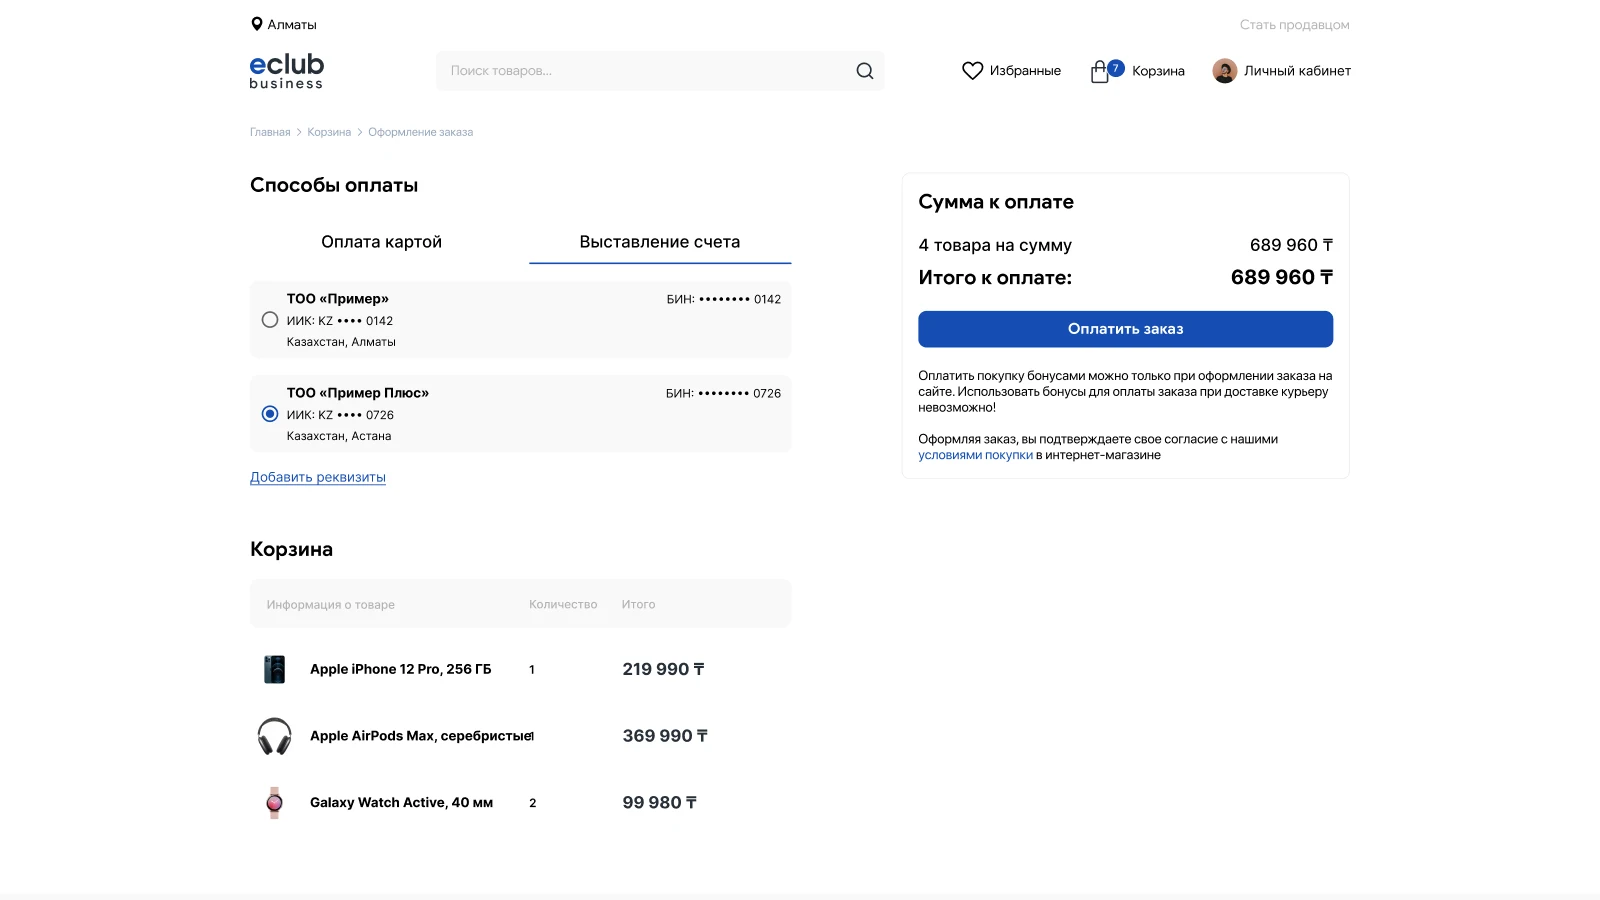 Алматы
Стать продавцом
eclub
business
Поиск товаров...
Избранные
7
Корзина
Личный кабинет
Главная > Корзина > Оформление заказа
Способы оплаты
Оплата картой
Выставление счета
ТОО «Пример»
БИН: •••••••• 0142
ИИК: KZ •••• 0142
Казахстан, Алматы
ТОО «Пример Плюс»
БИН: •••••••• 0726
ИИК: KZ •••• 0726
Казахстан, Астана
Добавить реквизиты
Сумма к оплате
4 товара на сумму 689 960 ₸
Итого к оплате: 689 960 ₸
Оплатить заказ
Оплатить покупку бонусами можно только при оформлении заказа на
сайте. Использовать бонусы для оплаты заказа при доставке курьеру
невозможно!
Оформляя заказ, вы подтверждаете свое согласие с нашими
условиями покупки в интернет-магазине
Корзина
Информация о товаре Количество Итого
Apple iPhone 12 Pro, 256 ГБ 1 219 990 ₸
Apple AirPods Max, серебристые 1 369 990 ₸
Galaxy Watch Active, 40 мм 2 99 980 ₸